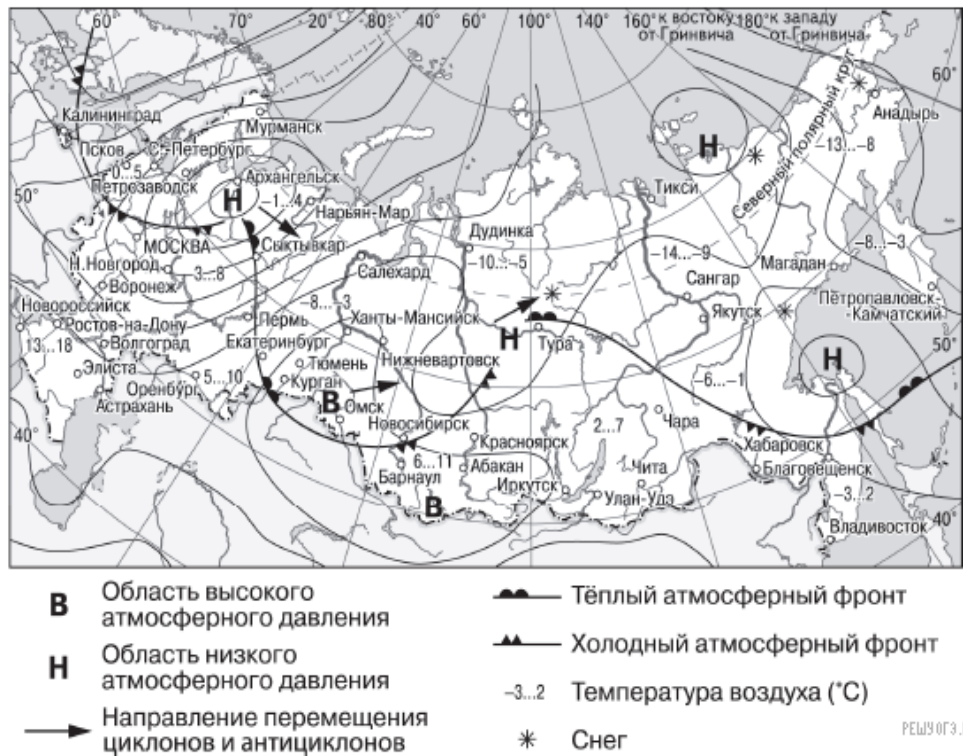 60°
70°
20°
40°
60°
100°
140°
160°
к востоку
от Гринвича
180°
к западу
от Гринвича
60°
Калининград
Псков
С.-Петербург
Мурманск
-0...5
Петрозаводск
Архангельск
Н
-1...4
Нарьян-Мар
50°
МОСКВА
Сыктывкар
Н.Новгород
-3...8
Воронеж
Новороссийск
Ростов-на-Дону
13...18
Волгоград
Элиста
Астрахань
Оренбург
5...10
Пермь
Екатеринбург
Тюмень
Курган
40°
Салехард
-8...-3
Ханты-Мансийск
Нижневартовск
В
Омск
Новосибирск
Барнаул
6...11
В
Дудинка
-10...-5
Н
Тура
Красноярск
Абакан
Иркутск
2...7
Чара
Чита
Улан-Удэ
Н
Тикси
Северный полярный круг
Анадырь
-13...-8
-14...-9
Сангар
Якутск
Магадан
-8...-3
Петропавловск-
Камчатский
50°
Н
-6...-1
Хабаровск
Благовещенск
-3...2
Владивосток
40°
80°
100°
120°
140°
В
Область высокого
атмосферного давления
Н
Область низкого
атмосферного давления
Направление перемещения
циклонов и антициклонов
Тёплый атмосферный фронт
Холодный атмосферный фронт
-3...2
Температура воздуха (°С)
Снег
РЕШУОГЭ.